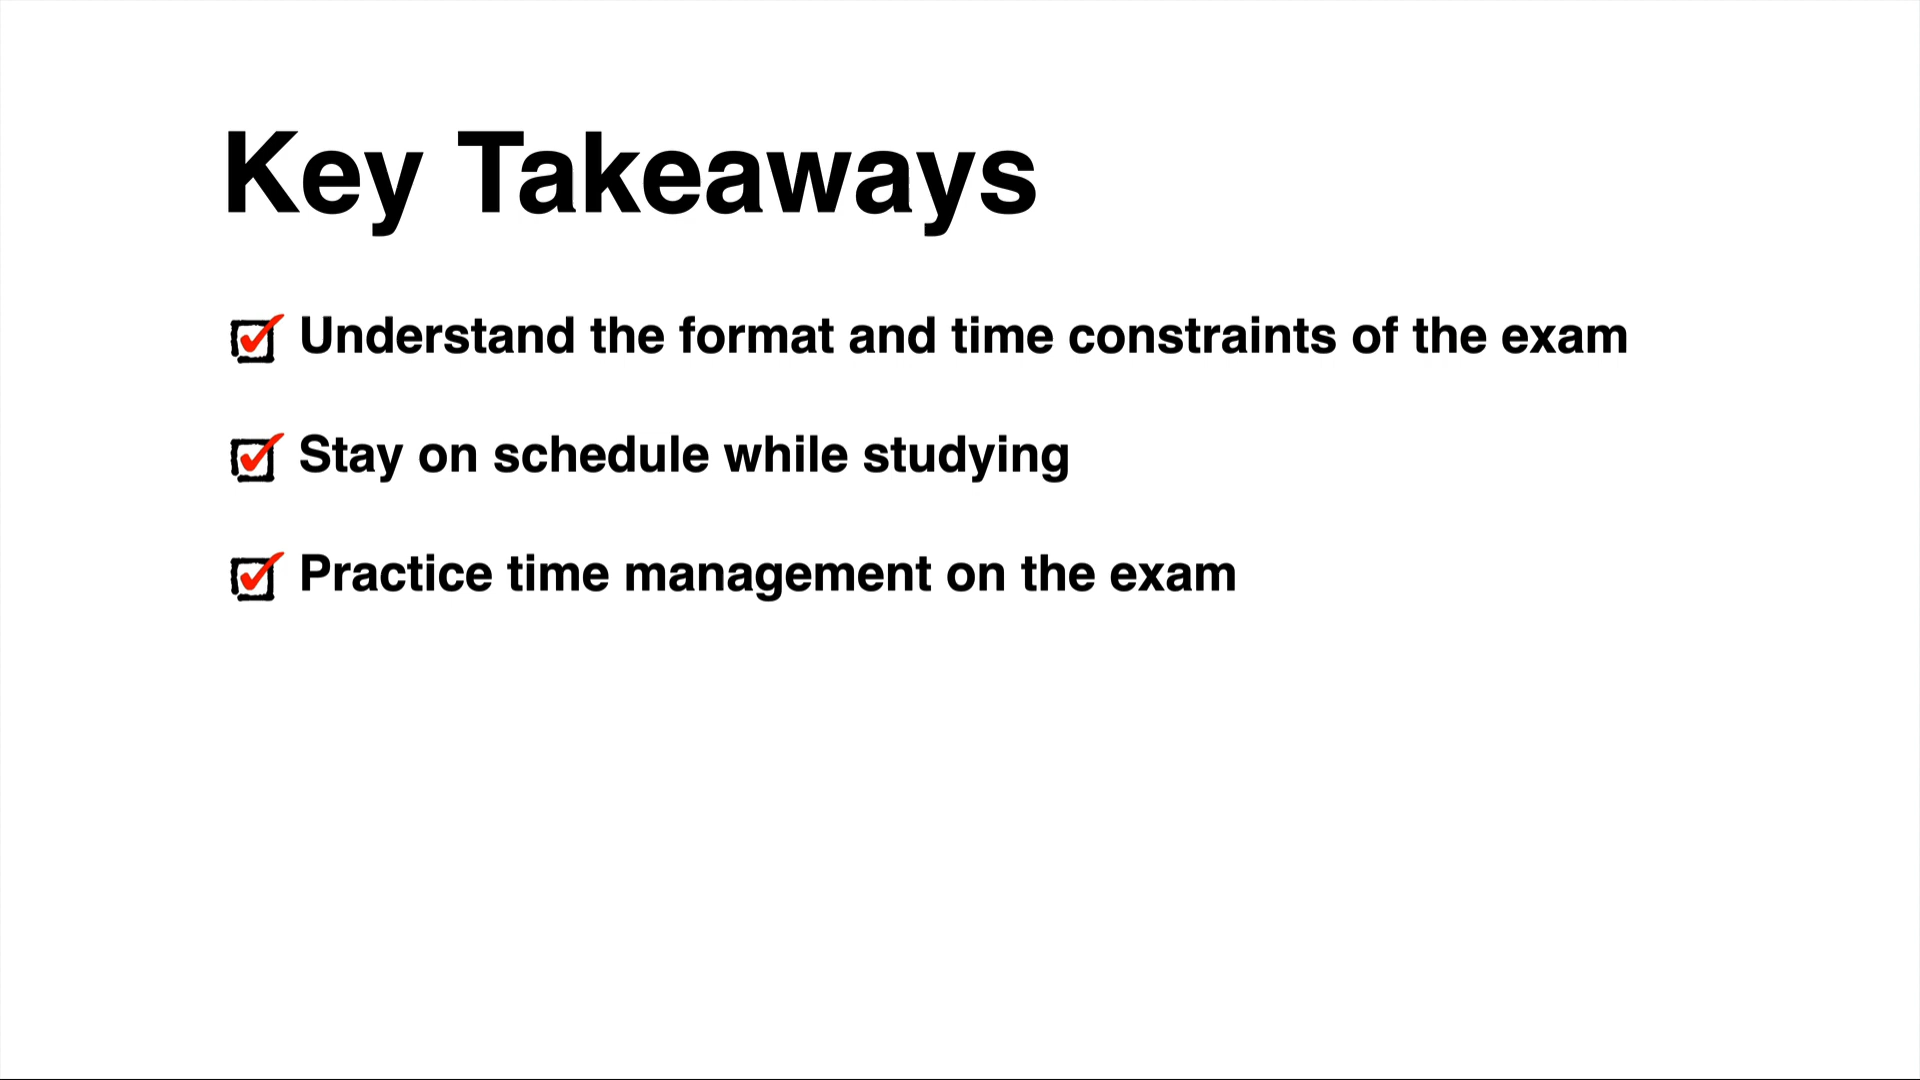 Key Takeaways
Understand the format and time constraints of the exam
Stay on schedule while studying
Practice time management on the exam